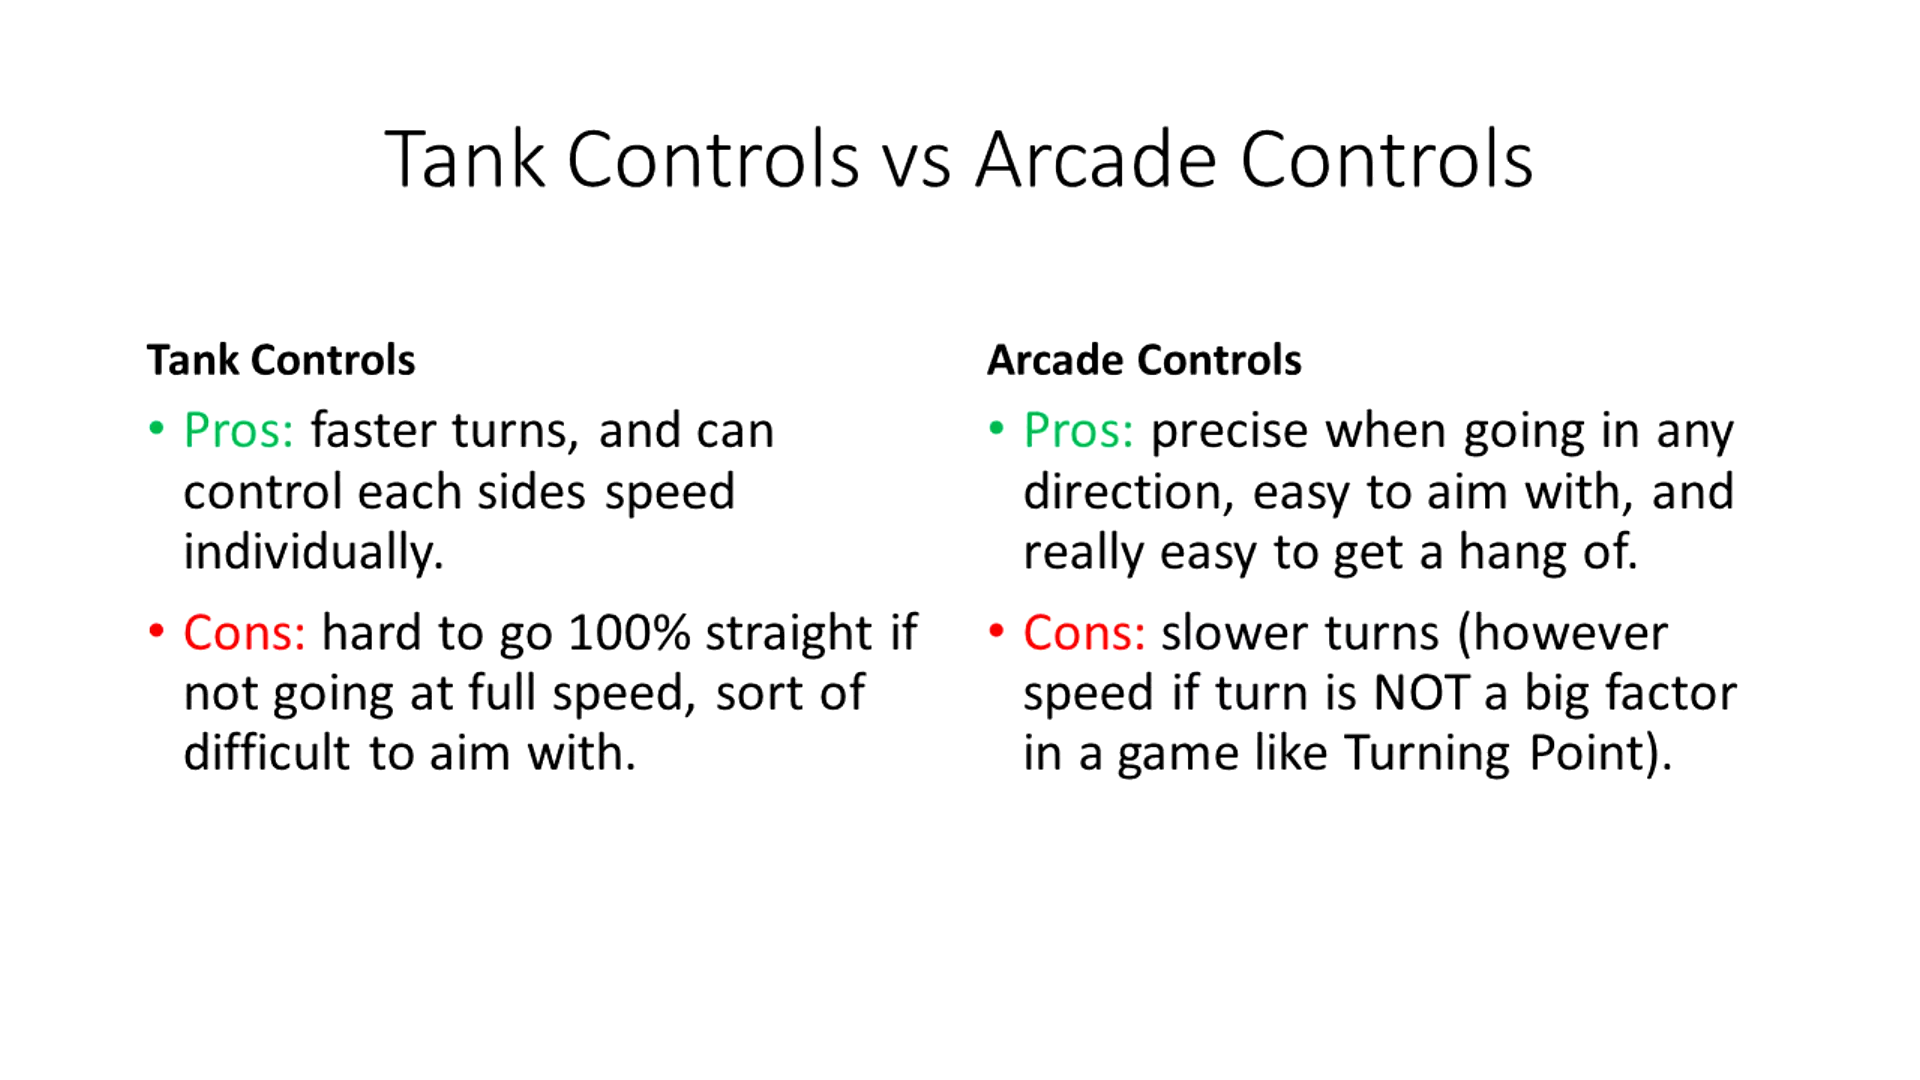 Tank Controls vs Arcade Controls
Tank Controls
• Pros: faster turns, and can
control each sides speed
individually.
• Cons: hard to go 100% straight if
not going at full speed, sort of
difficult to aim with.
Arcade Controls
• Pros: precise when going in any
direction, easy to aim with, and
really easy to get a hang of.
• Cons: slower turns (however
speed if turn is NOT a big factor
in a game like Turning Point).